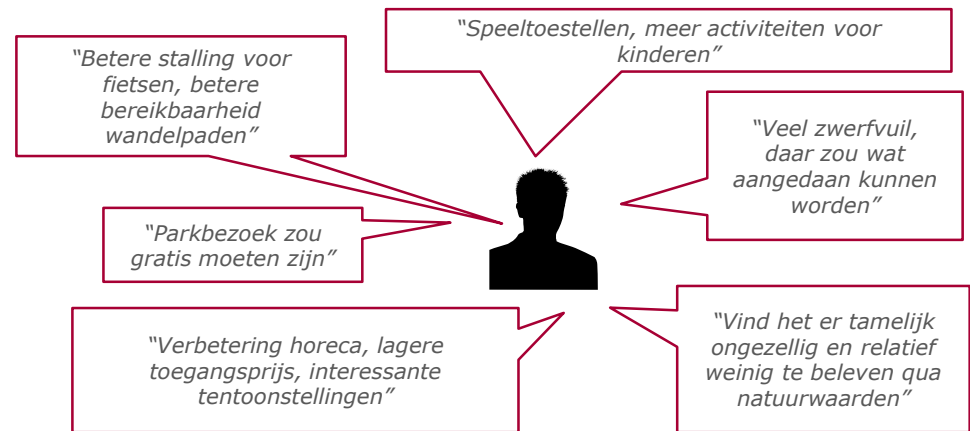 “Speeltoestellen, meer activiteiten voor
kinderen”
“Betere stalling voor
fietsen, betere
bereikbaarheid
wandelpaden”
“Veel zwerfvuil,
daar zou wat
aangedaan kunnen
worden”
“Parkbezoek zou
gratis moeten zijn”
“Verbetering horeca, lagere
toegangsprijs, interessante
tentoonstellingen”
“Vind het er tamelijk
ongezellig en relatief
weinig te beleven qua
natuurwaarden”